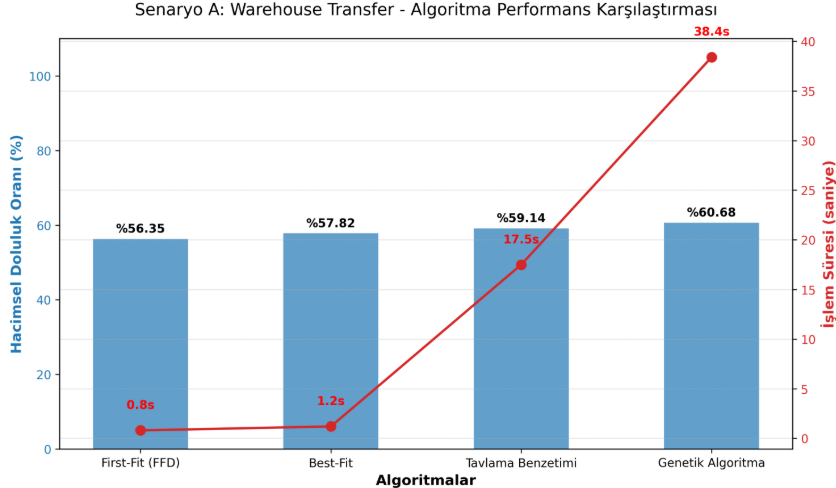 Senaryo A: Warehouse Transfer - Algoritma Performans Karşılaştırması
Hacimsel Doluluk Oranı (%)
100
80
60
40
20
0
%56.35
%57.82
%59.14
%60.68
0.8s
1.2s
17.5s
38.4s
40
35
30
25
20
15
10
5
0
İşlem Süresi (saniye)
First-Fit (FFD)
Best-Fit
Tavlama Benzetimi
Genetik Algoritma
Algoritmalar